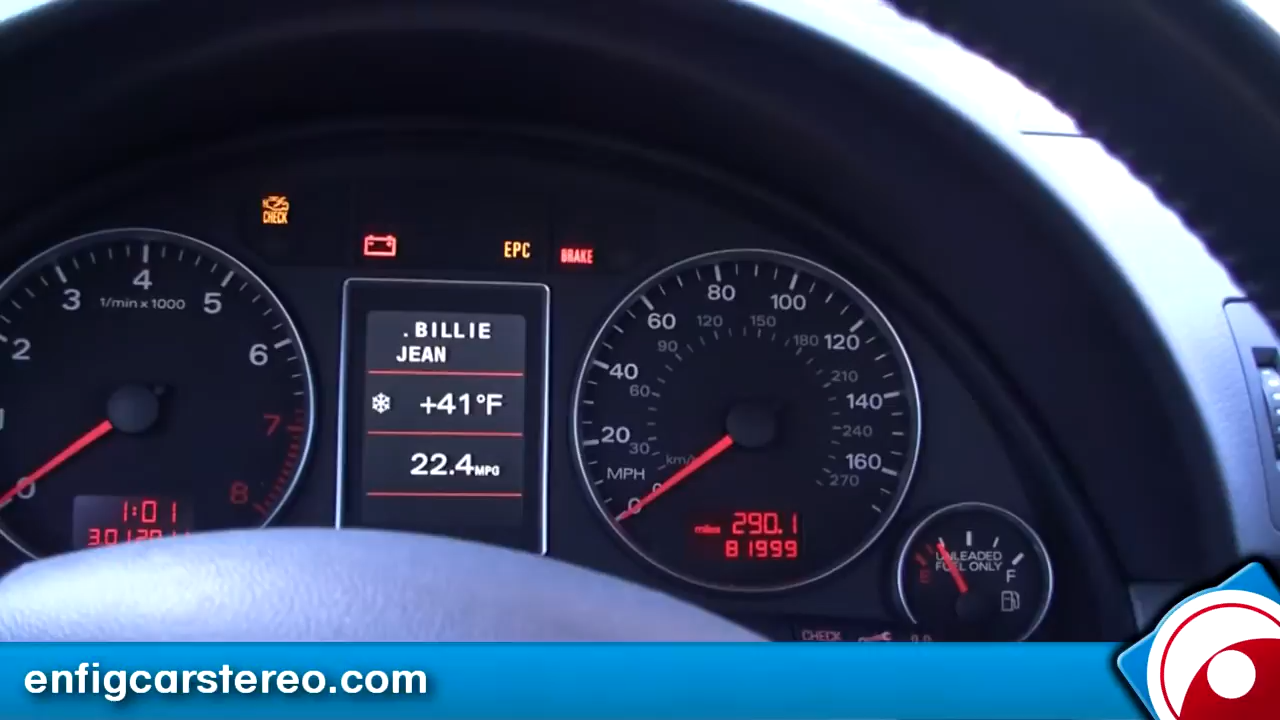 CHECK
EPC
BRAKE
2
3
4
5
6
7
8
0
1/min x 1000
1:01
.BILLIE
JEAN
+41°F
22.4MPG
0
20
40
60
80
100
120
140
160
MPH
30
60
90
120
150
180
210
240
270
0
miles 290.1
81999
UNLEADED
FUEL ONLY
E
F
CHECK
enfigcarstereo.com